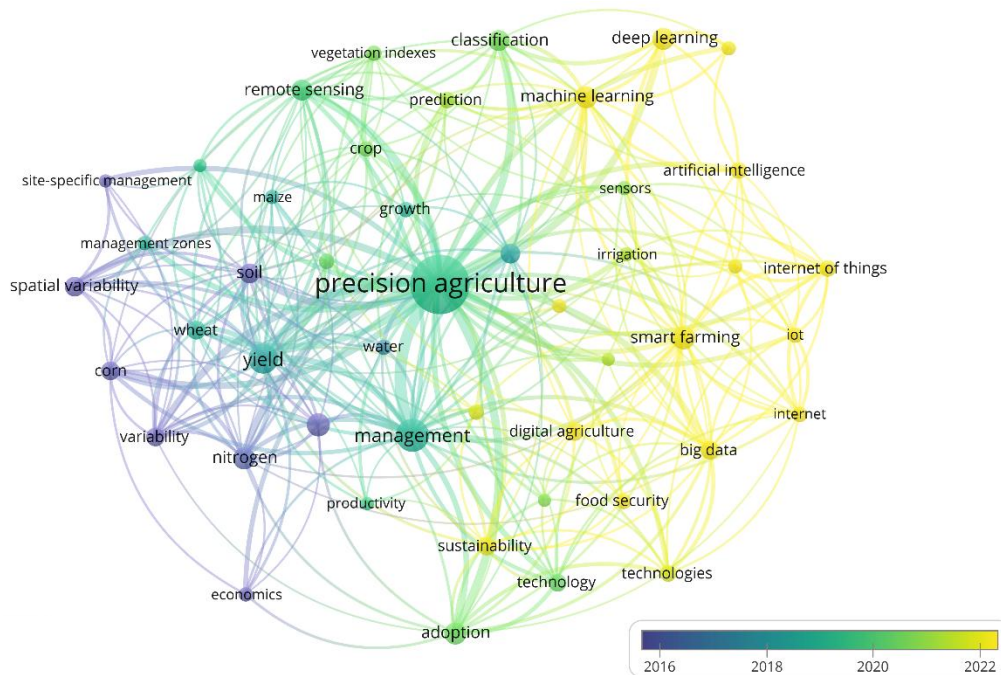 classification
deep learning
vegetation indexes
remote sensing
prediction
machine learning
crop
artificial intelligence
site-specific management
maize
growth
sensors
management zones
soil
irrigation
internet of things
spatial variability
precision agriculture
wheat
yield
water
smart farming
iot
corn
variability
management
digital agriculture
internet
nitrogen
big data
productivity
food security
sustainability
technology
technologies
economics
adoption
2016 2018 2020 2022